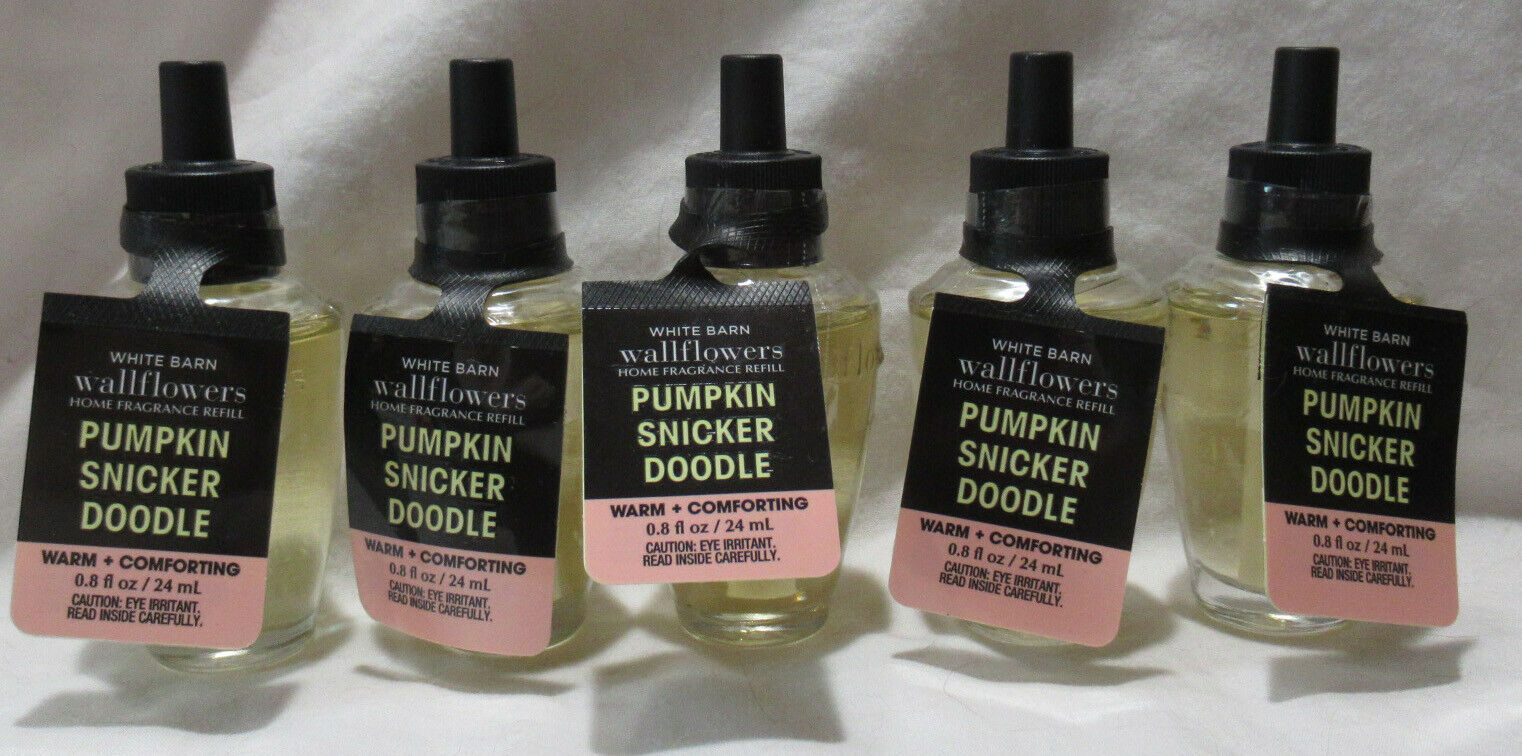 WHITE BARN
wallflowers
HOME FRAGRANCE REFILL
PUMPKIN
SNICKER
DOODLE
WARM + COMFORTING
0.8 fl oz / 24 mL
CAUTION: EYE IRRITANT.
READ INSIDE CAREFULLY.
WHITE BARN
wallflowers
HOME FRAGRANCE REFILL
PUMPKIN
SNICKER
DOODLE
WARM + COMFORTING
0.8 fl oz / 24 mL
CAUTION: EYE IRRITANT.
READ INSIDE CAREFULLY.
WHITE BARN
wallflowers
HOME FRAGRANCE REFILL
PUMPKIN
SNICKER
DOODLE
WARM + COMFORTING
0.8 fl oz / 24 mL
CAUTION: EYE IRRITANT.
READ INSIDE CAREFULLY.
WHITE BARN
wallflowers
HOME FRAGRANCE REFILL
PUMPKIN
SNICKER
DOODLE
WARM + COMFORTING
0.8 fl oz / 24 mL
CAUTION: EYE IRRITANT.
READ INSIDE CAREFULLY.
WHITE BARN
wallflowers
HOME FRAGRANCE REFILL
PUMPKIN
SNICKER
DOODLE
WARM + COMFORTING
0.8 fl oz / 24 mL
CAUTION: EYE IRRITANT.
READ INSIDE CAREFULLY.